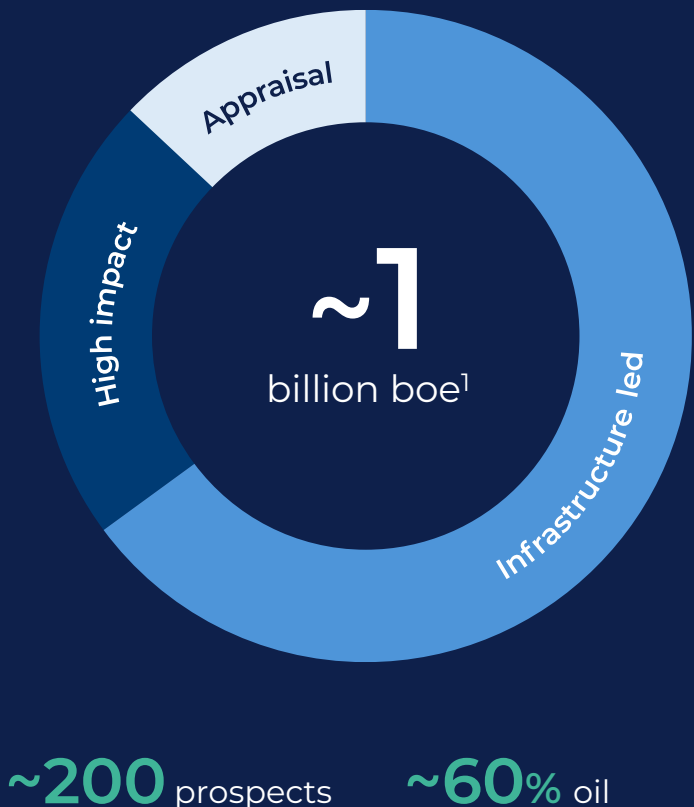 Appraisal
High impact
~1
billion boe¹
Infrastructure led
~200 prospects
~60% oil